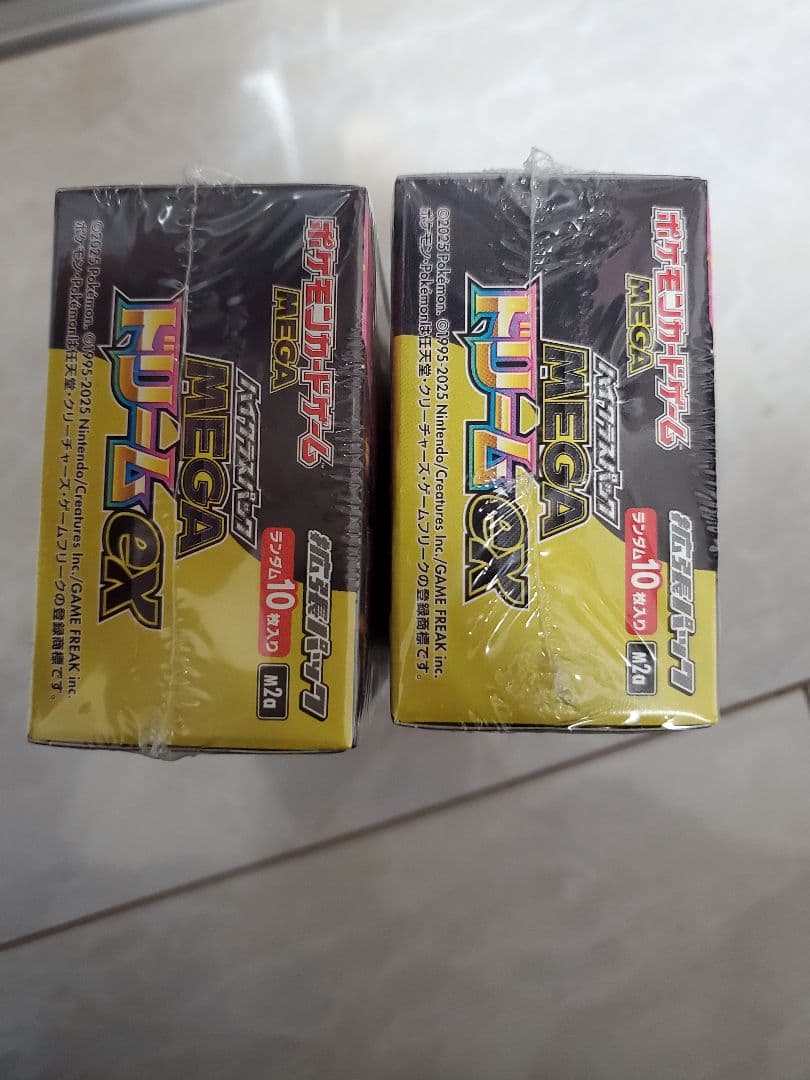 ポケモンカードゲーム
MEGA
拡張パック
ハイクラスパック
MEGA
ドリームex
ランダム10枚入り
M2a
©2025 Pokémon. ©1995-2025 Nintendo/Creatures Inc./GAME FREAK inc.
ポケモン・Pokémonは任天堂・クリーチャーズ・ゲームフリークの登録商標です。
ポケモンカードゲーム
MEGA
拡張パック
ハイクラスパック
MEGA
ドリームex
ランダム10枚入り
M2a
©2025 Pokémon. ©1995-2025 Nintendo/Creatures Inc./GAME FREAK inc.
ポケモン・Pokémonは任天堂・クリーチャーズ・ゲームフリークの登録商標です。